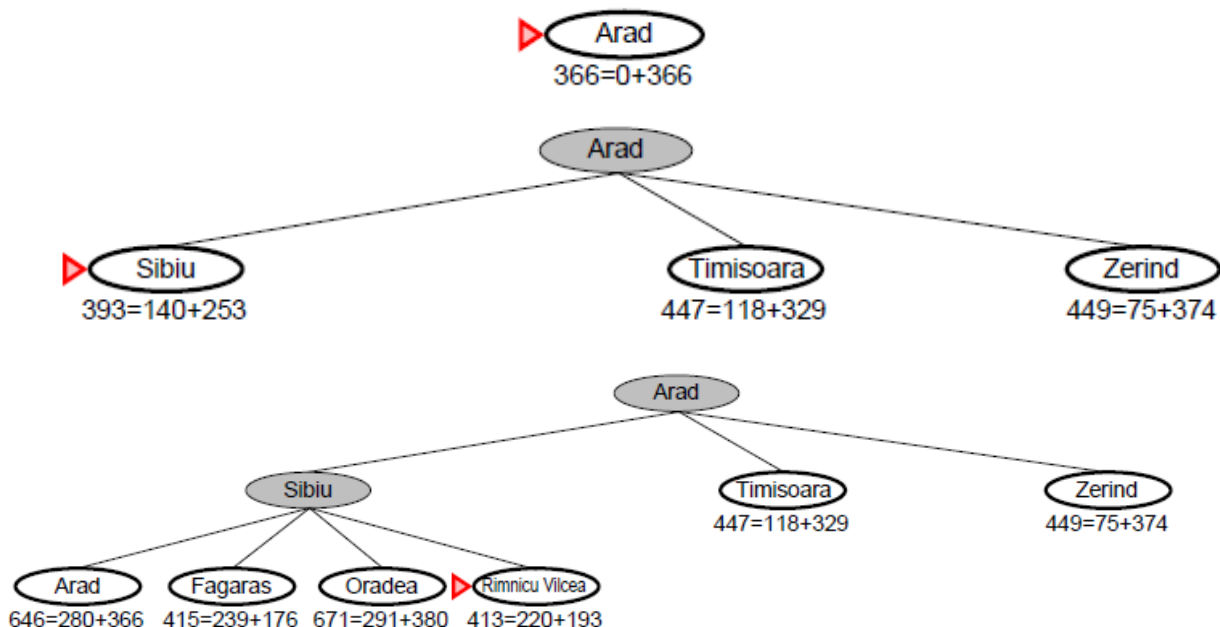 Arad
366=0+366
Arad
Sibiu Timisoara Zerind
393=140+253 447=118+329 449=75+374
Arad
Sibiu Timisoara Zerind
447=118+329 449=75+374
Arad Fagaras Oradea Rimnicu Vilcea
646=280+366 415=239+176 671=291+380 413=220+193